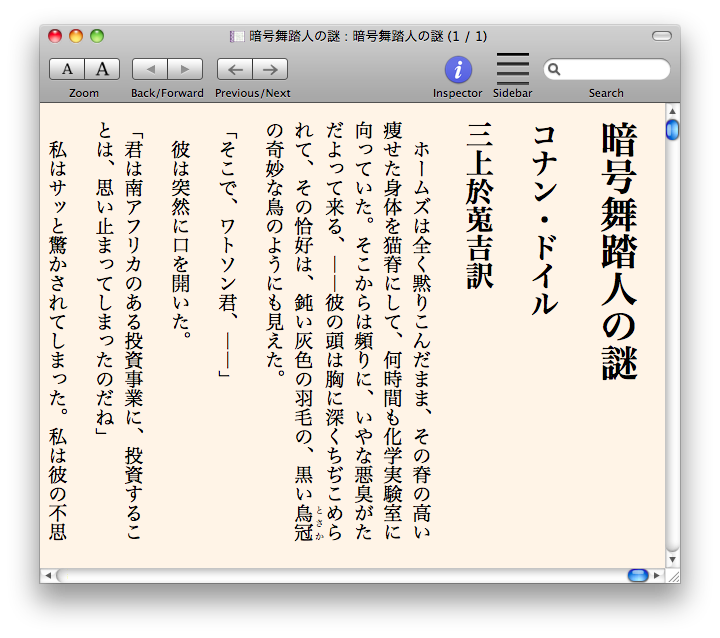 暗号舞踏人の謎 : 暗号舞踏人の謎 (1 / 1)
A A
Zoom
Back/Forward
Previous/Next
Inspector
Sidebar
Search
暗号舞踏人の謎
コナン・ドイル
三上於菟吉訳
ホームズは全く黙りこんだまま、その脊の高い
痩せた身体を猫脊にして、何時間も化学実験室に
向っていた。そこからは頻りに、いやな悪臭がた
だよって来る、――彼の頭は胸に深くちぢこめら
れて、その恰好は、鈍い灰色の羽毛の、黒い鳥冠
とさか
の奇妙な鳥のようにも見えた。
「そこで、ワトソン君、――」
彼は突然に口を開いた。
「君は南アフリカのある投資事業に、投資するこ
とは、思い止まってしまったのだね」
私はサッと驚かされてしまった。私は彼の不思